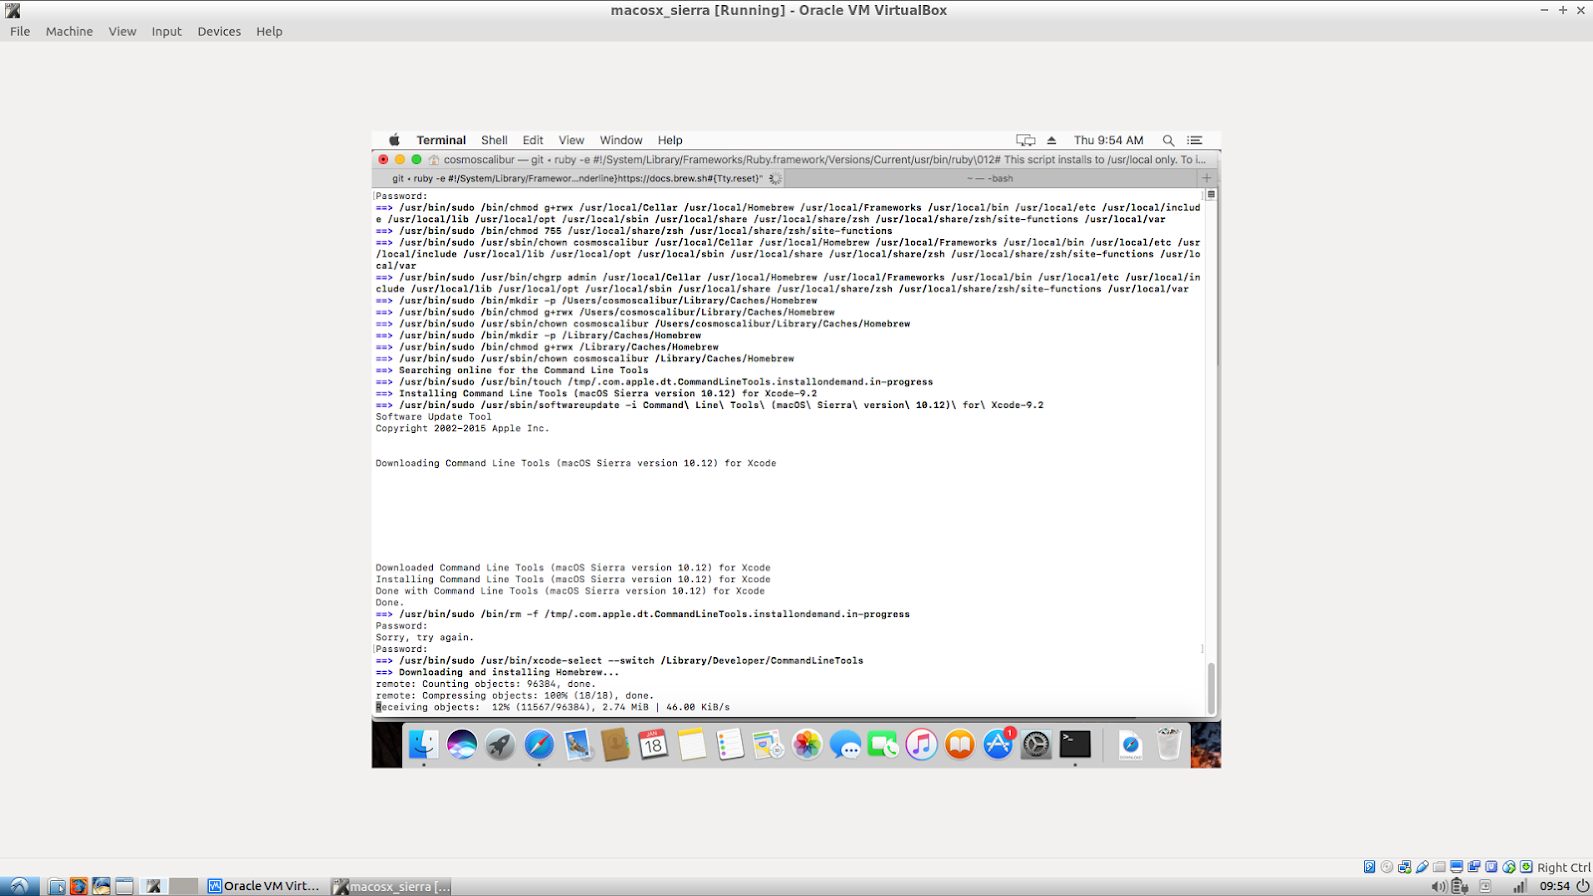 macosx_sierra [Running] - Oracle VM VirtualBox
File Machine View Input Devices Help
Terminal Shell Edit View Window Help
Thu 9:54 AM
cosmoscalibur — git ◂ ruby -e #!/System/Library/Frameworks/Ruby.framework/Versions/Current/usr/bin/ruby\012# This script installs to /usr/local only. To i...
git ◂ ruby -e #!/System/Library/Framewor...nderline}https://docs.brew.sh#{Tty.reset}"
~ — -bash
+
[Password: ]
==> /usr/bin/sudo /bin/chmod g+rwx /usr/local/Cellar /usr/local/Homebrew /usr/local/Frameworks /usr/local/bin /usr/local/etc /usr/local/includ
e /usr/local/lib /usr/local/opt /usr/local/sbin /usr/local/share /usr/local/share/zsh /usr/local/share/zsh/site-functions /usr/local/var
==> /usr/bin/sudo /bin/chmod 755 /usr/local/share/zsh /usr/local/share/zsh/site-functions
==> /usr/bin/sudo /usr/sbin/chown cosmoscalibur /usr/local/Cellar /usr/local/Homebrew /usr/local/Frameworks /usr/local/bin /usr/local/etc /usr
/local/include /usr/local/lib /usr/local/opt /usr/local/sbin /usr/local/share /usr/local/share/zsh /usr/local/share/zsh/site-functions /usr/lo
cal/var
==> /usr/bin/sudo /usr/bin/chgrp admin /usr/local/Cellar /usr/local/Homebrew /usr/local/Frameworks /usr/local/bin /usr/local/etc /usr/local/in
clude /usr/local/lib /usr/local/opt /usr/local/sbin /usr/local/share /usr/local/share/zsh /usr/local/share/zsh/site-functions /usr/local/var
==> /usr/bin/sudo /bin/mkdir -p /Users/cosmoscalibur/Library/Caches/Homebrew
==> /usr/bin/sudo /bin/chmod g+rwx /Users/cosmoscalibur/Library/Caches/Homebrew
==> /usr/bin/sudo /usr/sbin/chown cosmoscalibur /Users/cosmoscalibur/Library/Caches/Homebrew
==> /usr/bin/sudo /bin/mkdir -p /Library/Caches/Homebrew
==> /usr/bin/sudo /bin/chmod g+rwx /Library/Caches/Homebrew
==> /usr/bin/sudo /usr/sbin/chown cosmoscalibur /Library/Caches/Homebrew
==> Searching online for the Command Line Tools
==> /usr/bin/sudo /usr/bin/touch /tmp/.com.apple.dt.CommandLineTools.installondemand.in-progress
==> Installing Command Line Tools (macOS Sierra version 10.12) for Xcode-9.2
==> /usr/bin/sudo /usr/sbin/softwareupdate -i Command\ Line\ Tools\ (macOS\ Sierra\ version\ 10.12)\ for\ Xcode-9.2
Software Update Tool
Copyright 2002-2015 Apple Inc.
Downloading Command Line Tools (macOS Sierra version 10.12) for Xcode
Downloaded Command Line Tools (macOS Sierra version 10.12) for Xcode
Installing Command Line Tools (macOS Sierra version 10.12) for Xcode
Done with Command Line Tools (macOS Sierra version 10.12) for Xcode
Done.
==> /usr/bin/sudo /bin/rm -f /tmp/.com.apple.dt.CommandLineTools.installondemand.in-progress
Password:
Sorry, try again.
[Password: ]
==> /usr/bin/sudo /usr/bin/xcode-select --switch /Library/Developer/CommandLineTools
==> Downloading and installing Homebrew...
remote: Counting objects: 96384, done.
remote: Compressing objects: 100% (18/18), done.
Receiving objects: 12% (11567/96384), 2.74 MiB | 46.00 KiB/s
JAN
18
1
Right Ctrl
Oracle VM Virt...
macosx_sierra [...
09:54